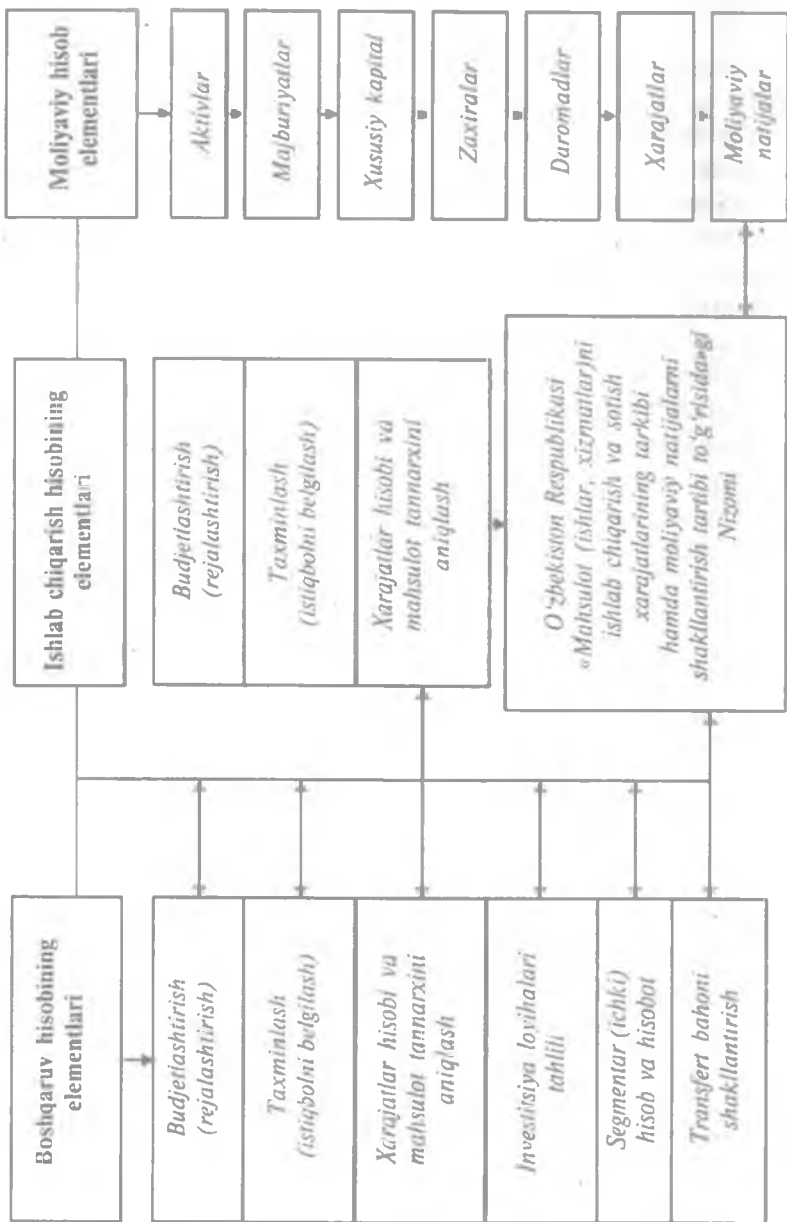 Boshqaruv hisobining
elementlari
Budjetlashtirish
(rejalashtirish)
Taxminlash
(istiqbolni belgilash)
Xarajatlar hisobi va
mahsulot tannarxini
aniqlash
Investitsiya loyihalari
tahlili
Segmentar (ichki)
hisob va hisobot
Transfert bahoni
shakllantirish
Ishlab chiqarish hisobining
elementlari
Budjetlashtirish
(rejalashtirish)
Taxminlash
(istiqbolni belgilash)
Xarajatlar hisobi va
mahsulot tannarxini
aniqlash
O'zbekiston Respublikasi
«Mahsulot (ishlar, xizmatlar)ni
ishlab chiqarish va sotish
xarajatlarining tarkibi
hamda moliyaviy natijalarni
shakllantirish tartibi to'g'risida»gi
Nizomi
Moliyaviy hisob
elementlari
Aktivlar
Majburiyatlar
Xususiy kapital
Zaxiralar
Daromadlar
Xarajatlar
Moliyaviy
natijalar